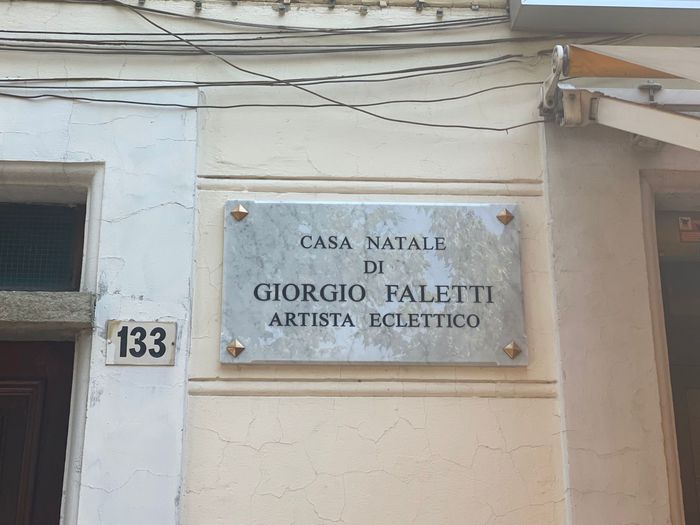 CASA NATALE
DI
GIORGIO FALETTI
ARTISTA ECLETTICO
133